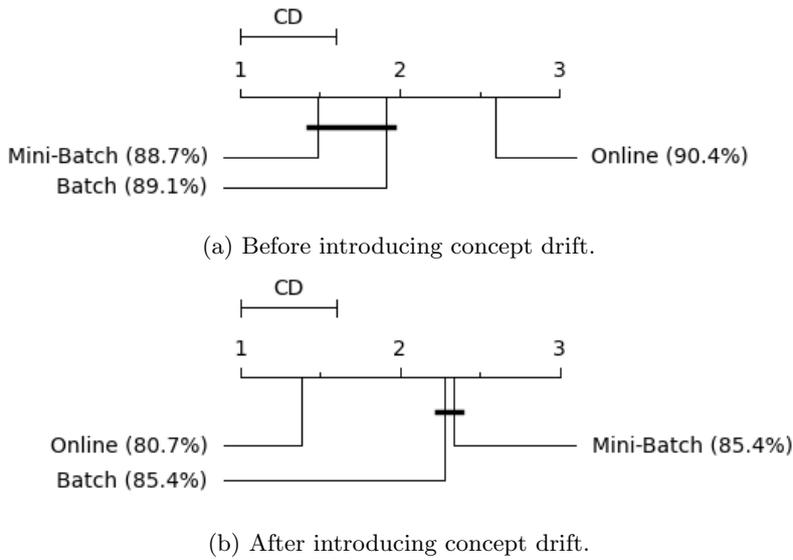 CD
1 2 3
Mini-Batch (88.7%)
Online (90.4%)
Batch (89.1%)
(a) Before introducing concept drift.
CD
1 2 3
Online (80.7%)
Mini-Batch (85.4%)
Batch (85.4%)
(b) After introducing concept drift.